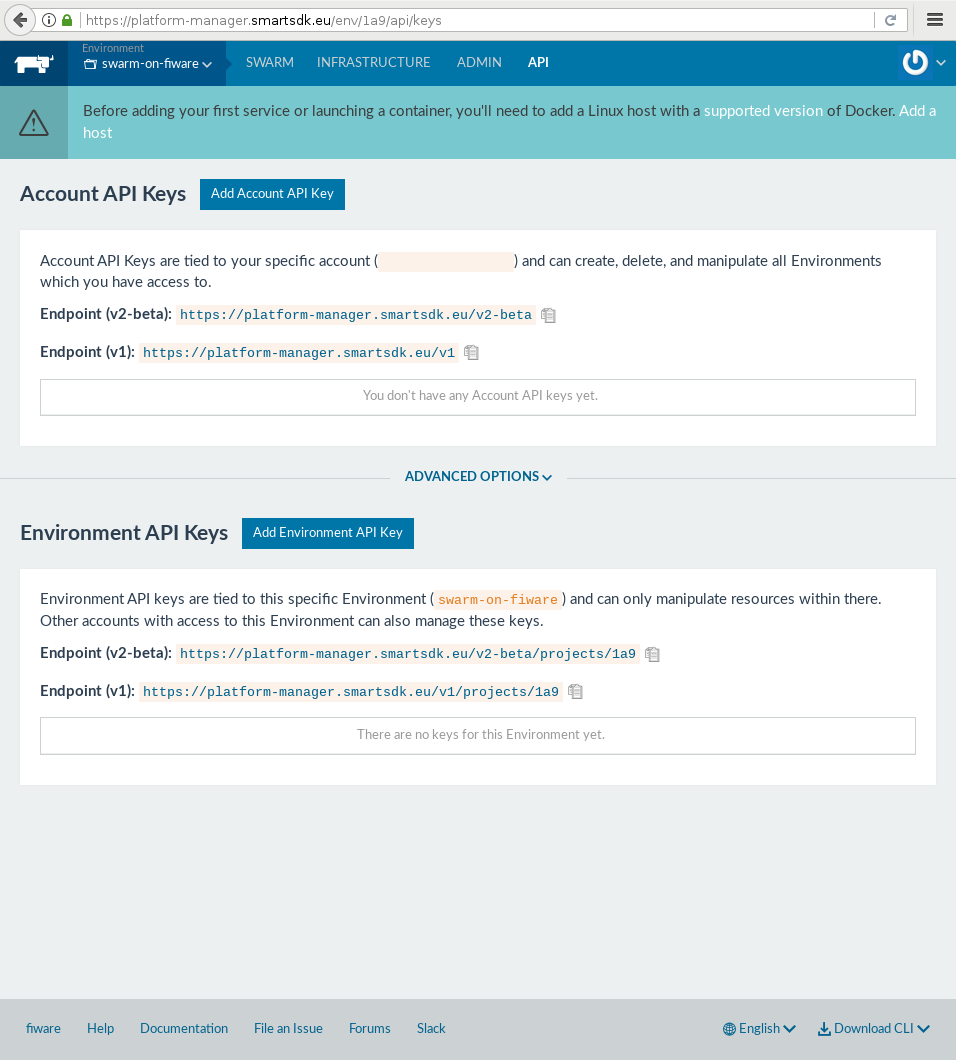 https://platform-manager.smartsdk.eu/env/1a9/api/keys
Environment
swarm-on-fiware
SWARM INFRASTRUCTURE ADMIN API
Before adding your first service or launching a container, you'll need to add a Linux host with a supported version of Docker. Add a
host
Account API Keys
Add Account API Key
Account API Keys are tied to your specific account ( ) and can create, delete, and manipulate all Environments
which you have access to.
Endpoint (v2-beta): https://platform-manager.smartsdk.eu/v2-beta
Endpoint (v1): https://platform-manager.smartsdk.eu/v1
You don't have any Account API keys yet.
ADVANCED OPTIONS
Environment API Keys
Add Environment API Key
Environment API keys are tied to this specific Environment (swarm-on-fiware) and can only manipulate resources within there.
Other accounts with access to this Environment can also manage these keys.
Endpoint (v2-beta): https://platform-manager.smartsdk.eu/v2-beta/projects/1a9
Endpoint (v1): https://platform-manager.smartsdk.eu/v1/projects/1a9
There are no keys for this Environment yet.
fiware Help Documentation File an Issue Forums Slack English Download CLI